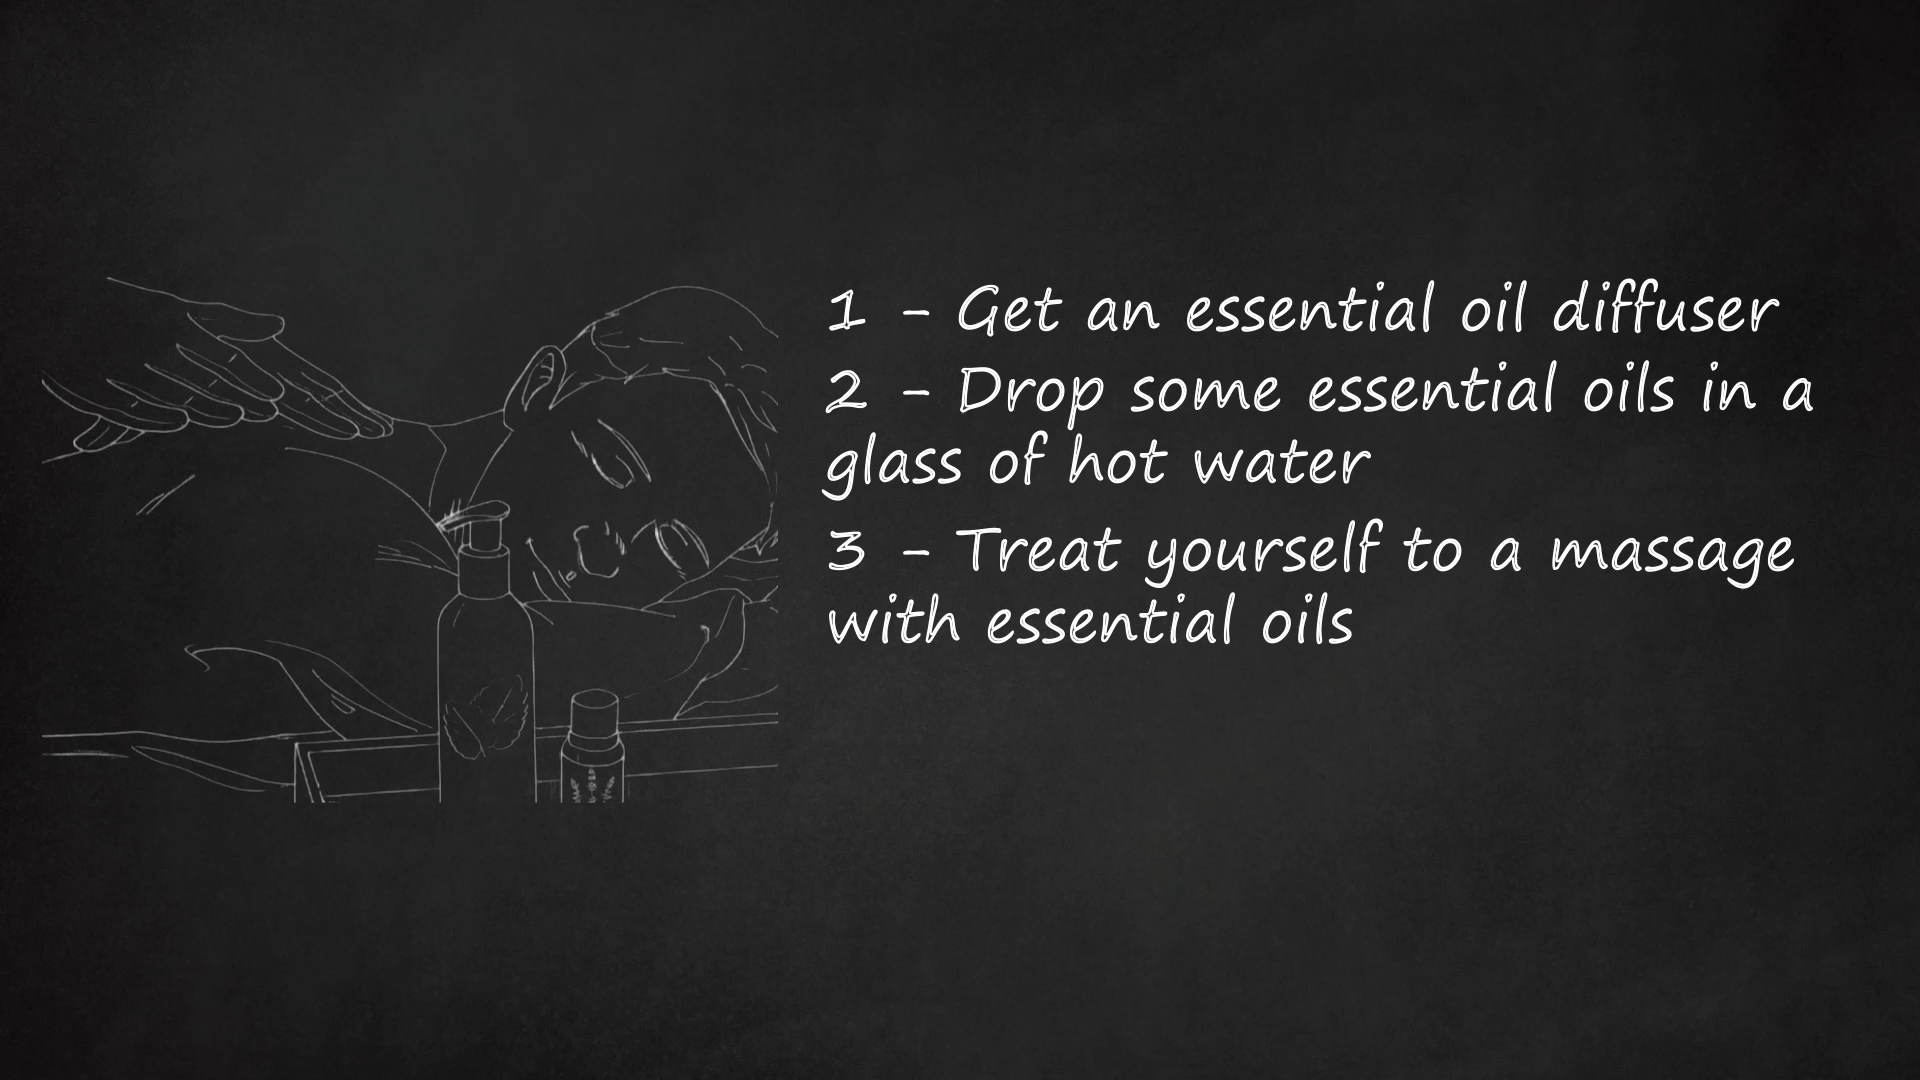 1 - Get an essential oil diffuser
2 - Drop some essential oils in a
glass of hot water
3 - Treat yourself to a massage
with essential oils